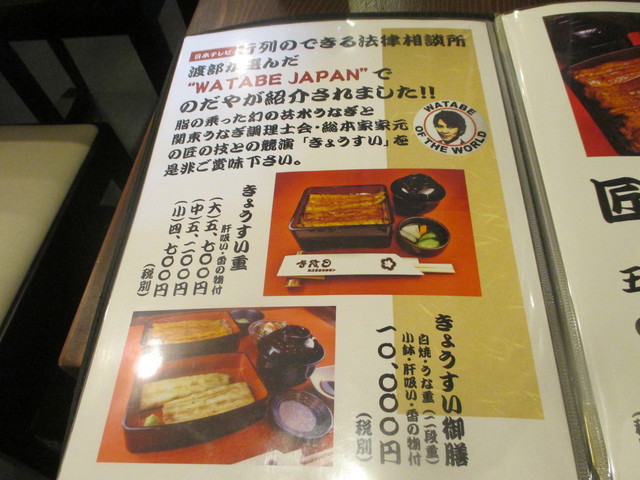 日本テレビ 行列のできる法律相談所
渡部が選んだ
“WATABE JAPAN”で
のだやが紹介されました!!
脂の乗った幻の共水うなぎと
関東うなぎ調理士会・総本家家元
の匠の技との競演「きょうすい」を
是非ご賞味下さい。
WATABE
OF THE WORLD
きょうすい重
肝吸い・香の物付
(大)五、七〇〇円
(中)五、二〇〇円
(小)四、七〇〇円
(税別)
きょうすい御膳
白焼・うな重(二段重)
小鉢・肝吸い・香の物付
一〇、〇〇〇円
(税別)
匠